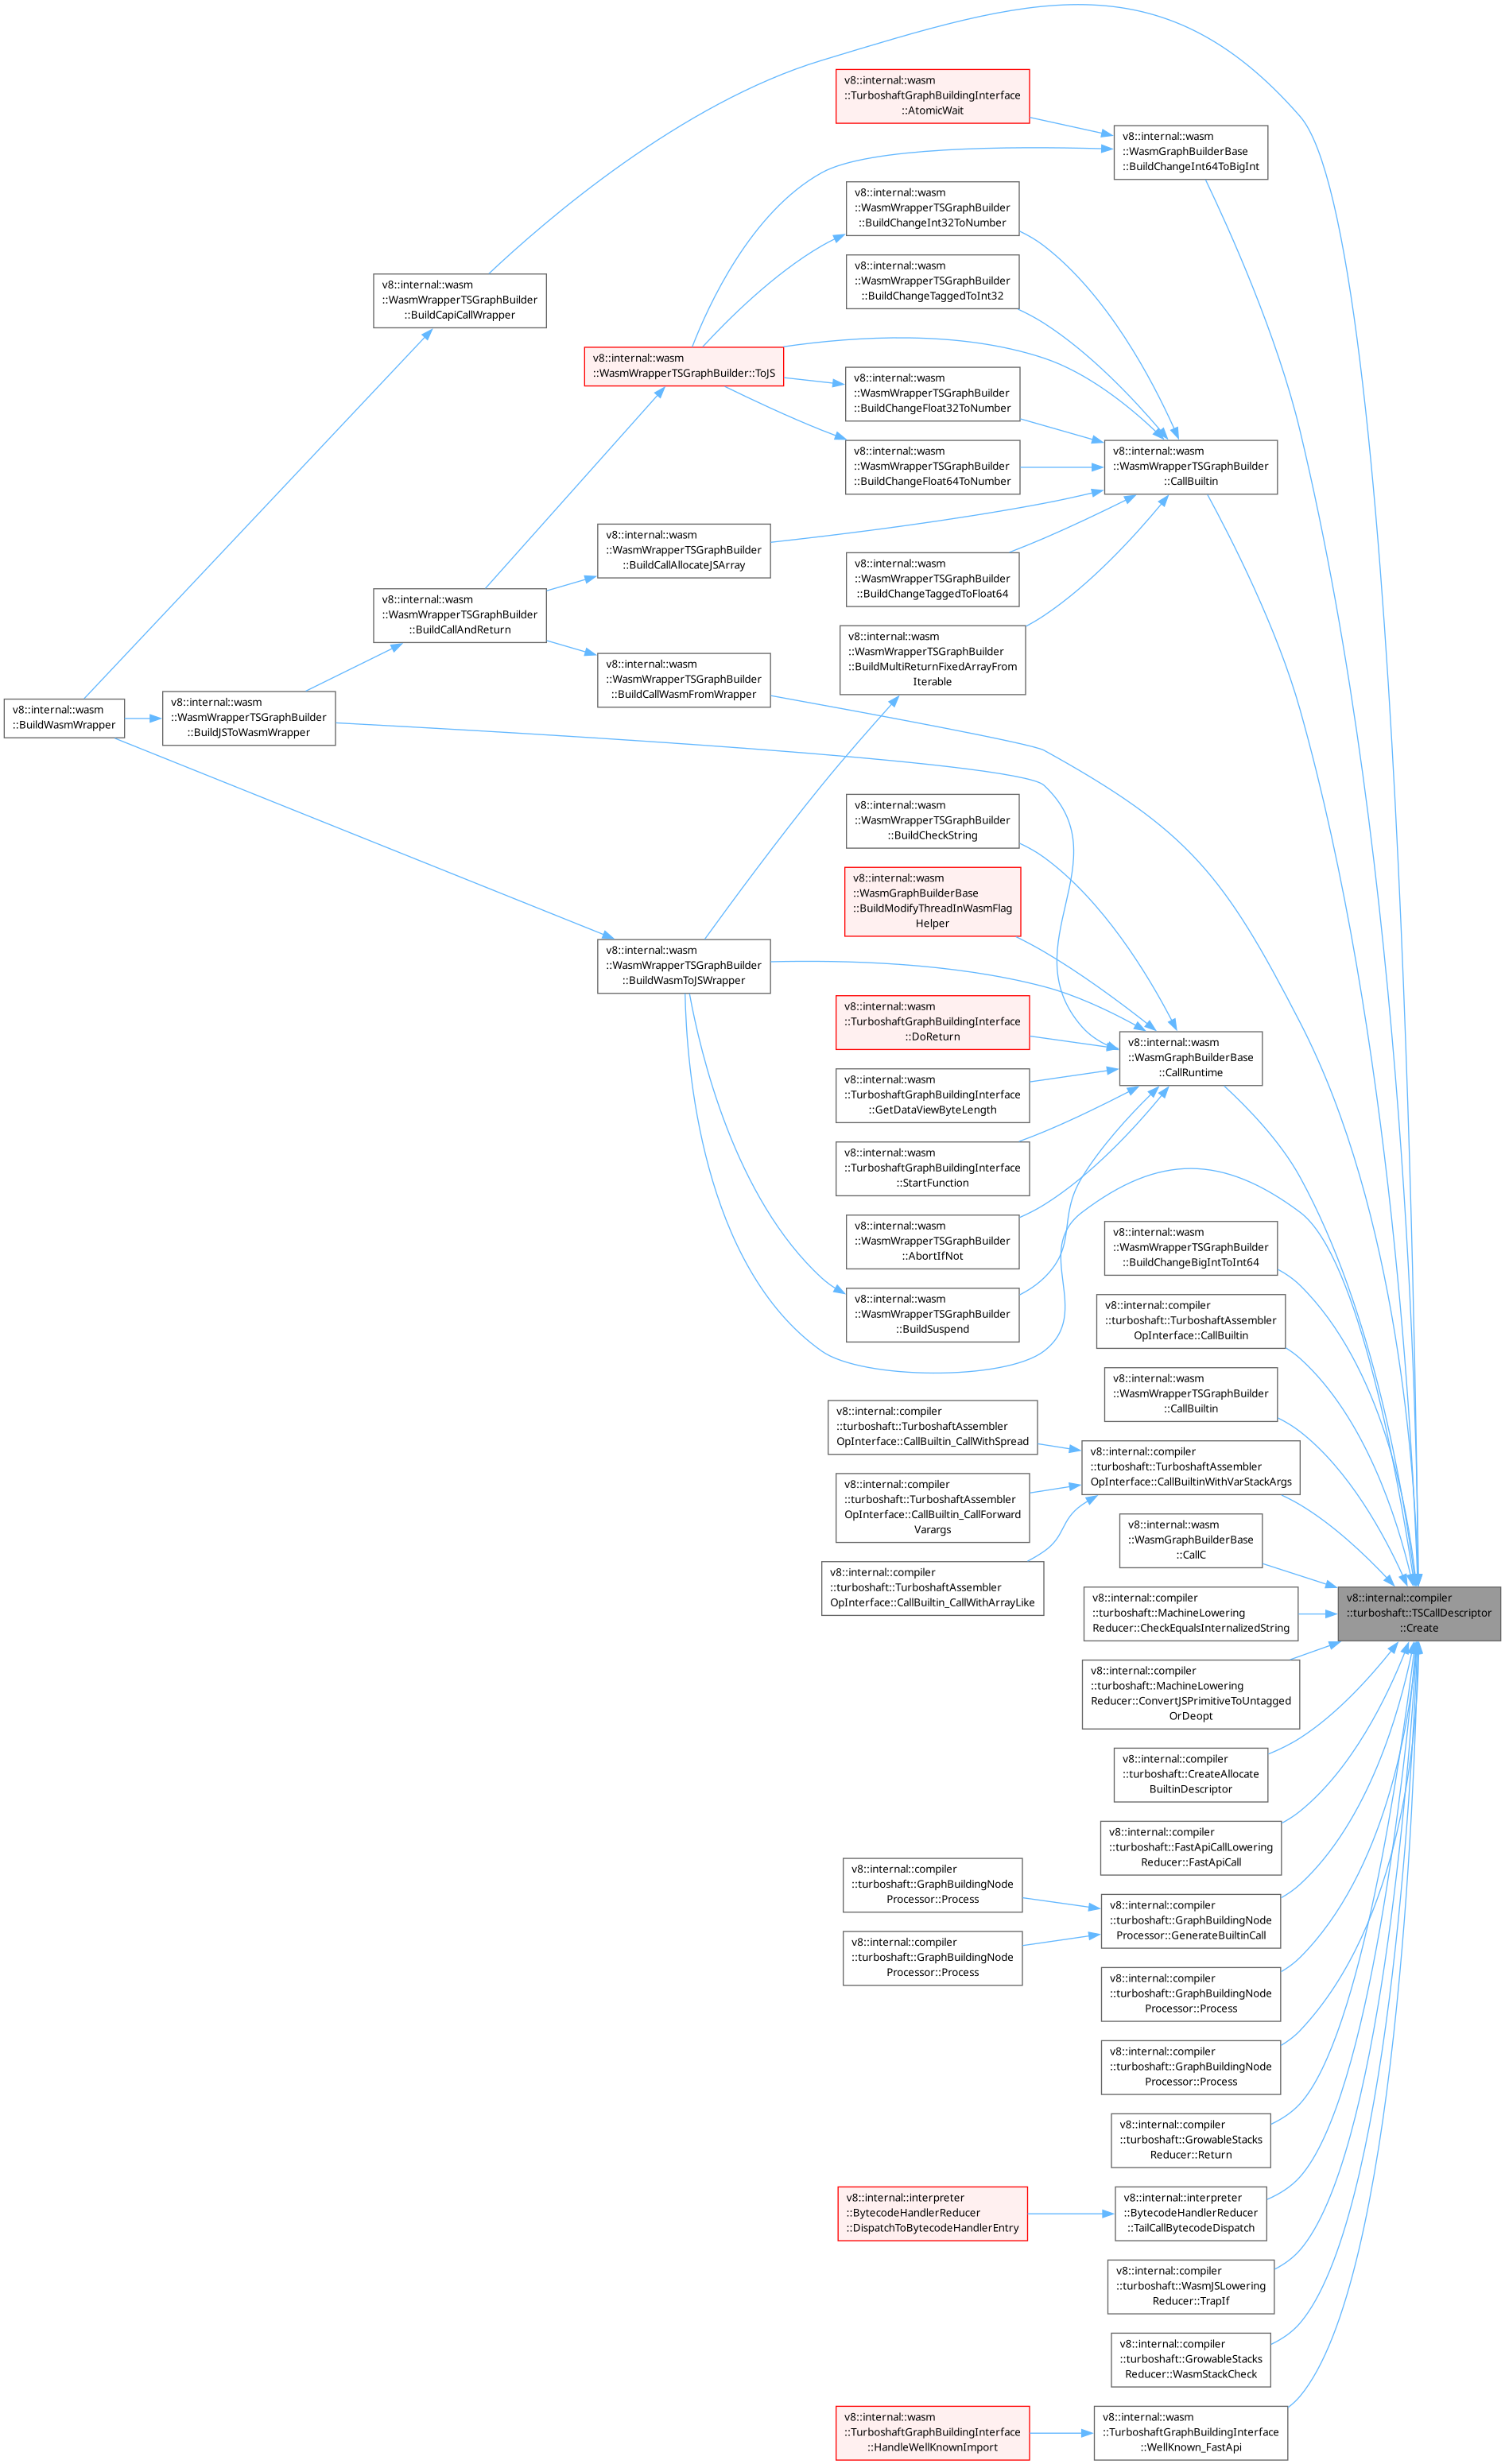 v8::internal::wasm
::TurboshaftGraphBuildingInterface
::AtomicWait
v8::internal::wasm
::WasmGraphBuilderBase
::BuildChangeInt64ToBigInt
v8::internal::wasm
::WasmWrapperTSGraphBuilder
::BuildChangeInt32ToNumber
v8::internal::wasm
::WasmWrapperTSGraphBuilder
::BuildChangeTaggedToInt32
v8::internal::wasm
::WasmWrapperTSGraphBuilder
::BuildCapiCallWrapper
v8::internal::wasm
::WasmWrapperTSGraphBuilder::ToJS
v8::internal::wasm
::WasmWrapperTSGraphBuilder
::BuildChangeFloat32ToNumber
v8::internal::wasm
::WasmWrapperTSGraphBuilder
::BuildChangeFloat64ToNumber
v8::internal::wasm
::WasmWrapperTSGraphBuilder
::CallBuiltin
v8::internal::wasm
::WasmWrapperTSGraphBuilder
::BuildCallAllocateJSArray
v8::internal::wasm
::WasmWrapperTSGraphBuilder
::BuildChangeTaggedToFloat64
v8::internal::wasm
::WasmWrapperTSGraphBuilder
::BuildCallAndReturn
v8::internal::wasm
::WasmWrapperTSGraphBuilder
::BuildMultiReturnFixedArrayFrom
Iterable
v8::internal::wasm
::WasmWrapperTSGraphBuilder
::BuildCallWasmFromWrapper
v8::internal::wasm
::BuildWasmWrapper
v8::internal::wasm
::WasmWrapperTSGraphBuilder
::BuildJSToWasmWrapper
v8::internal::wasm
::WasmWrapperTSGraphBuilder
::BuildCheckString
v8::internal::wasm
::WasmGraphBuilderBase
::BuildModifyThreadInWasmFlag
Helper
v8::internal::wasm
::WasmWrapperTSGraphBuilder
::BuildWasmToJSWrapper
v8::internal::wasm
::TurboshaftGraphBuildingInterface
::DoReturn
v8::internal::wasm
::WasmGraphBuilderBase
::CallRuntime
v8::internal::wasm
::TurboshaftGraphBuildingInterface
::GetDataViewByteLength
v8::internal::wasm
::TurboshaftGraphBuildingInterface
::StartFunction
v8::internal::wasm
::WasmWrapperTSGraphBuilder
::AbortIfNot
v8::internal::wasm
::WasmWrapperTSGraphBuilder
::BuildChangeBigIntToInt64
v8::internal::wasm
::WasmWrapperTSGraphBuilder
::BuildSuspend
v8::internal::compiler
::turboshaft::TurboshaftAssembler
OpInterface::CallBuiltin
v8::internal::wasm
::WasmWrapperTSGraphBuilder
::CallBuiltin
v8::internal::compiler
::turboshaft::TurboshaftAssembler
OpInterface::CallBuiltin_CallWithSpread
v8::internal::compiler
::turboshaft::TurboshaftAssembler
OpInterface::CallBuiltinWithVarStackArgs
v8::internal::compiler
::turboshaft::TurboshaftAssembler
OpInterface::CallBuiltin_CallForward
Varargs
v8::internal::wasm
::WasmGraphBuilderBase
::CallC
v8::internal::compiler
::turboshaft::TurboshaftAssembler
OpInterface::CallBuiltin_CallWithArrayLike
v8::internal::compiler
::turboshaft::MachineLowering
Reducer::CheckEqualsInternalizedString
v8::internal::compiler
::turboshaft::TSCallDescriptor
::Create
v8::internal::compiler
::turboshaft::MachineLowering
Reducer::ConvertJSPrimitiveToUntagged
OrDeopt
v8::internal::compiler
::turboshaft::CreateAllocate
BuiltinDescriptor
v8::internal::compiler
::turboshaft::FastApiCallLowering
Reducer::FastApiCall
v8::internal::compiler
::turboshaft::GraphBuildingNode
Processor::Process
v8::internal::compiler
::turboshaft::GraphBuildingNode
Processor::GenerateBuiltinCall
v8::internal::compiler
::turboshaft::GraphBuildingNode
Processor::Process
v8::internal::compiler
::turboshaft::GraphBuildingNode
Processor::Process
v8::internal::compiler
::turboshaft::GraphBuildingNode
Processor::Process
v8::internal::compiler
::turboshaft::GrowableStacks
Reducer::Return
v8::internal::interpreter
::BytecodeHandlerReducer
::DispatchToBytecodeHandlerEntry
v8::internal::interpreter
::BytecodeHandlerReducer
::TailCallBytecodeDispatch
v8::internal::compiler
::turboshaft::WasmJSLowering
Reducer::TrapIf
v8::internal::compiler
::turboshaft::GrowableStacks
Reducer::WasmStackCheck
v8::internal::wasm
::TurboshaftGraphBuildingInterface
::HandleWellKnownImport
v8::internal::wasm
::TurboshaftGraphBuildingInterface
::WellKnown_FastApi